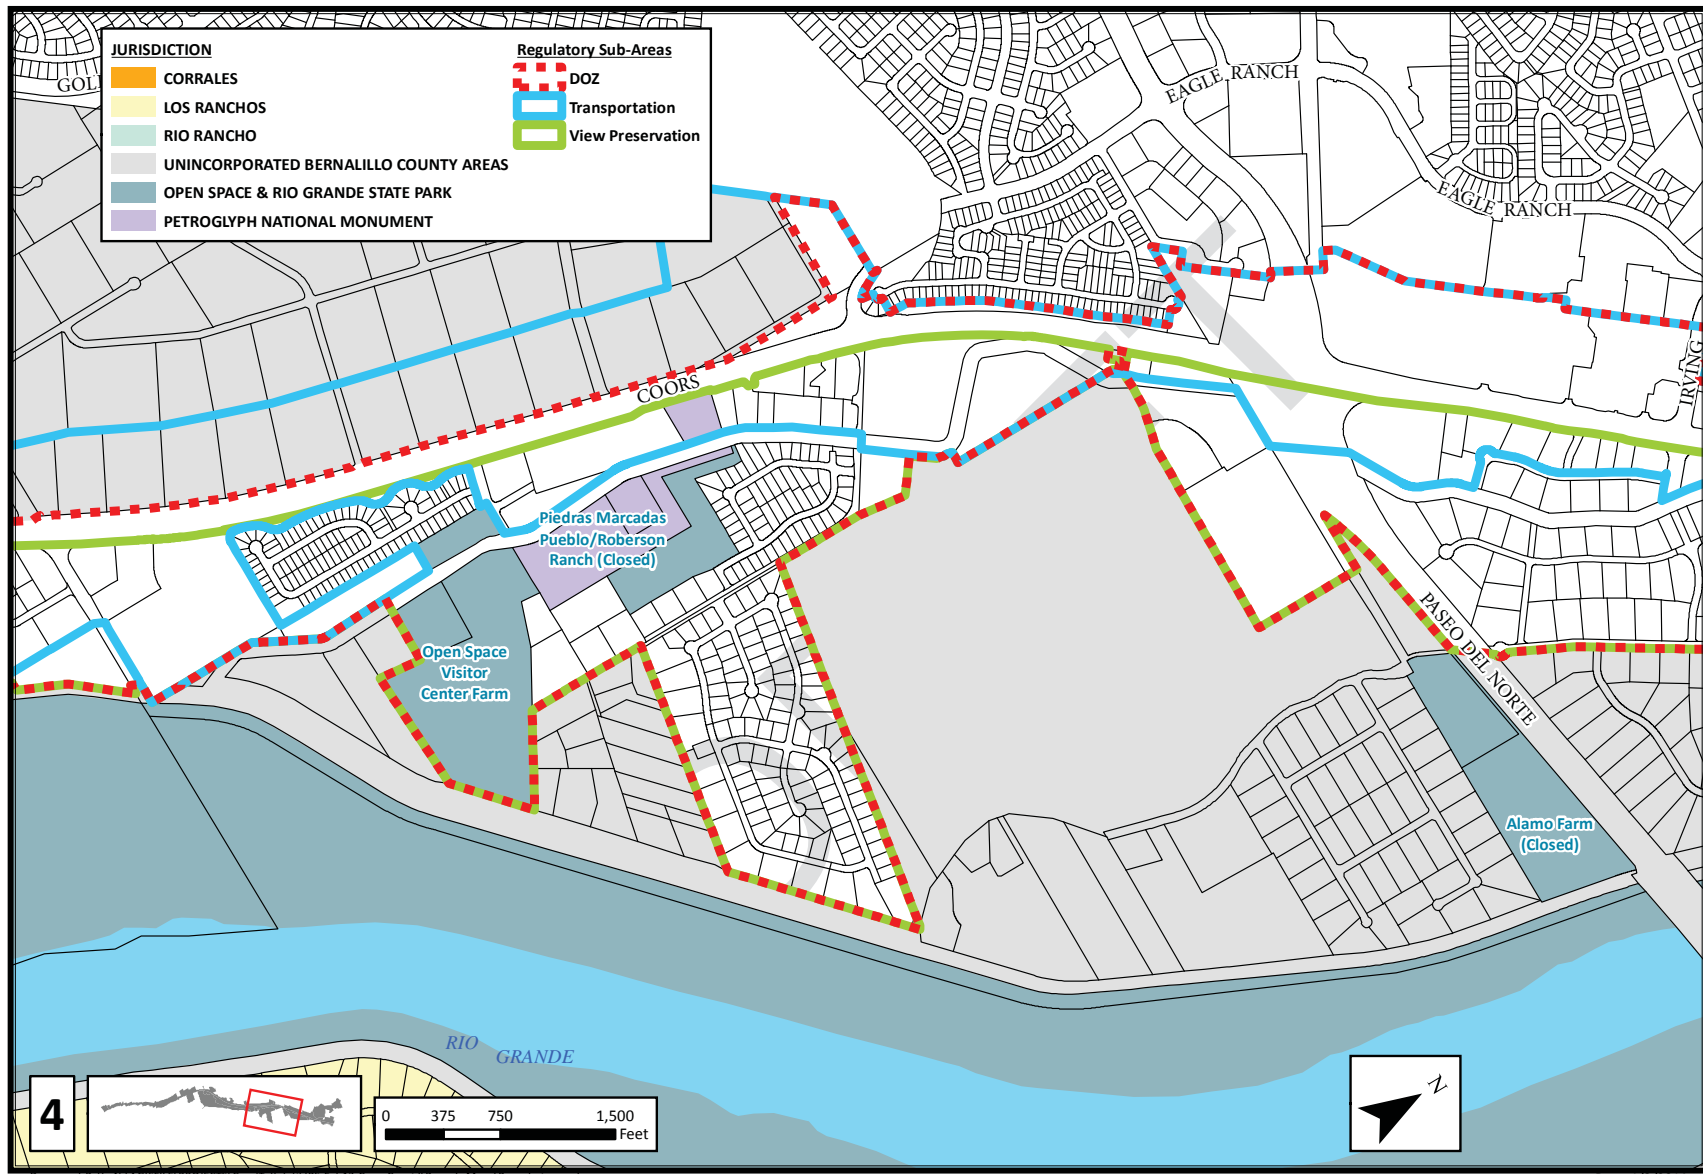 JURISDICTION
CORRALES
LOS RANCHOS
RIO RANCHO
UNINCORPORATED BERNALILLO COUNTY AREAS
OPEN SPACE & RIO GRANDE STATE PARK
PETROGLYPH NATIONAL MONUMENT
Regulatory Sub-Areas
DOZ
Transportation
View Preservation
GOL
EAGLE RANCH
EAGLE RANCH
IRVING
COORS
Piedras Marcadas
Pueblo/Roberson
Ranch (Closed)
Open Space
Visitor
Center Farm
PASEO DEL NORTE
Alamo Farm
(Closed)
RIO GRANDE
4
0 375 750 1,500
Feet
N